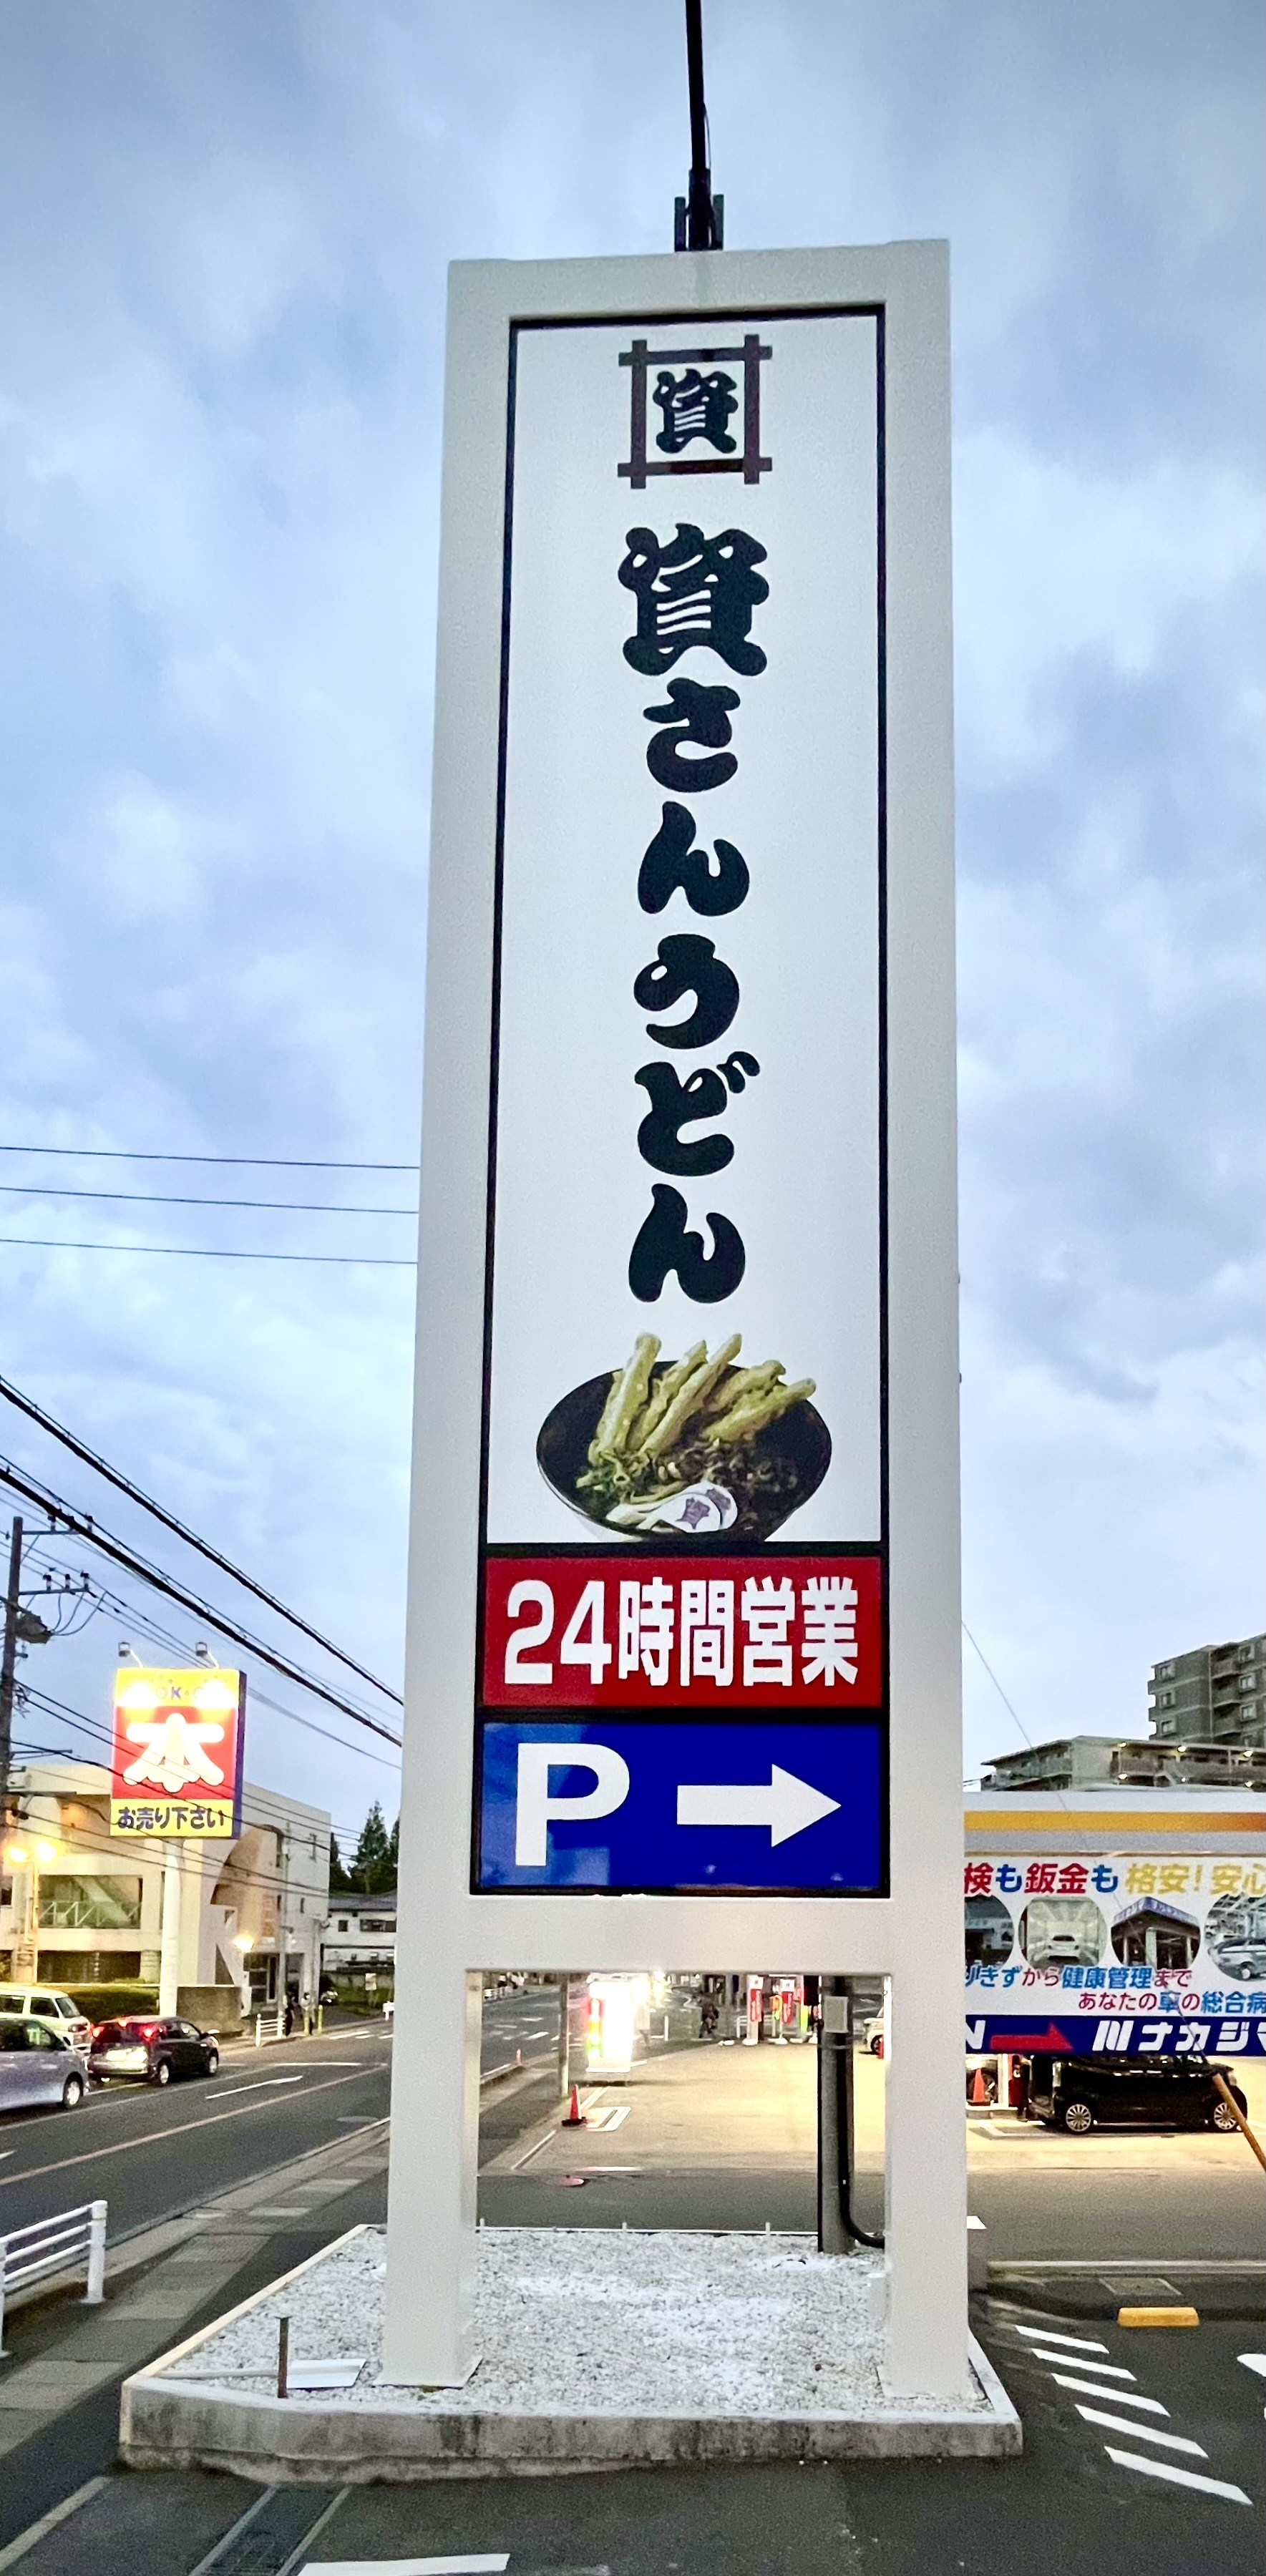 資
資さんうどん
24時間営業
P →
本
お売り下さい
検も鈑金も 格安!安心
りきずから健康管理まで
あなたの車の総合病
ナカジマ